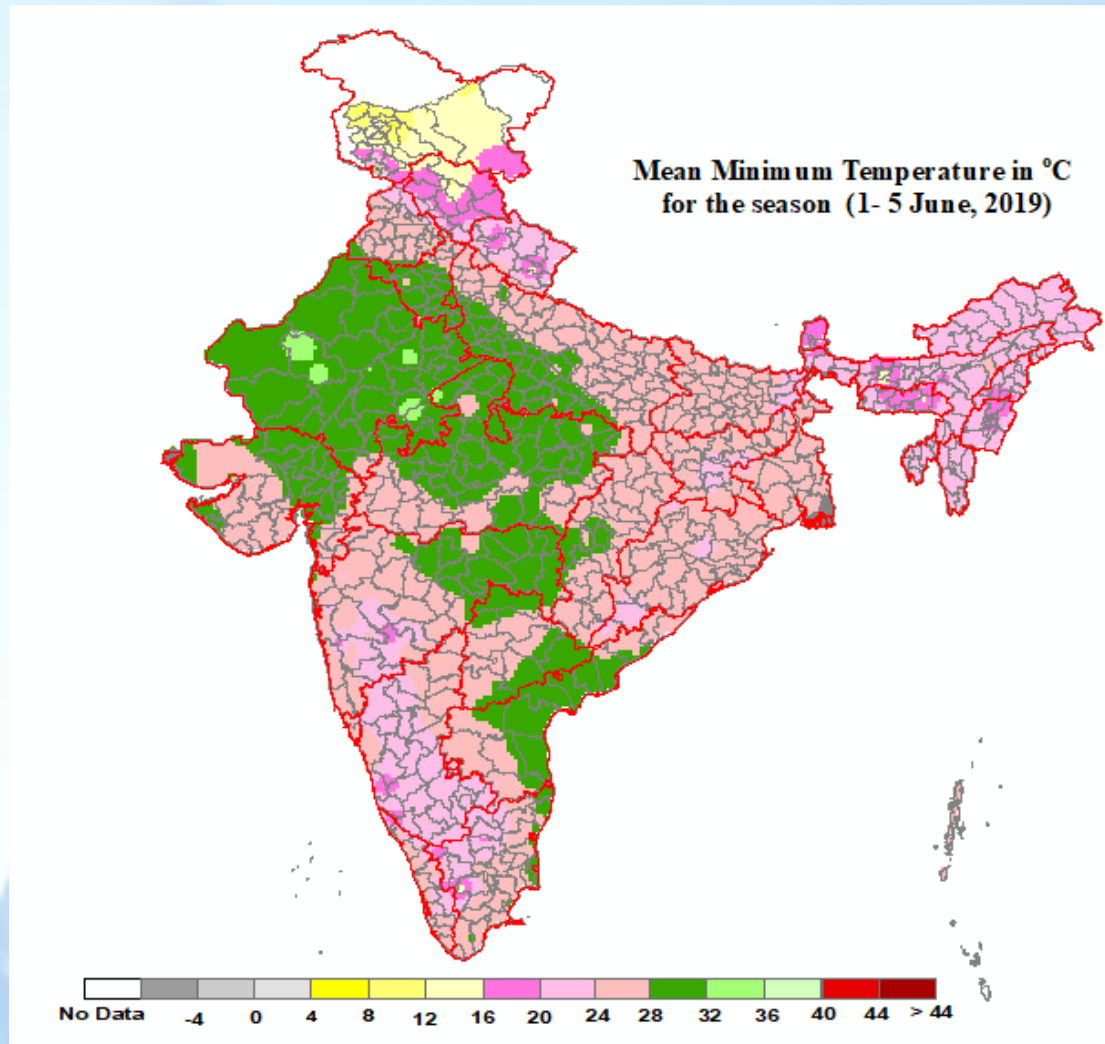 Mean Minimum Temperature in °C
for the season (1- 5 June, 2019)
No Data -4 0 4 8 12 16 20 24 28 32 36 40 44 > 44